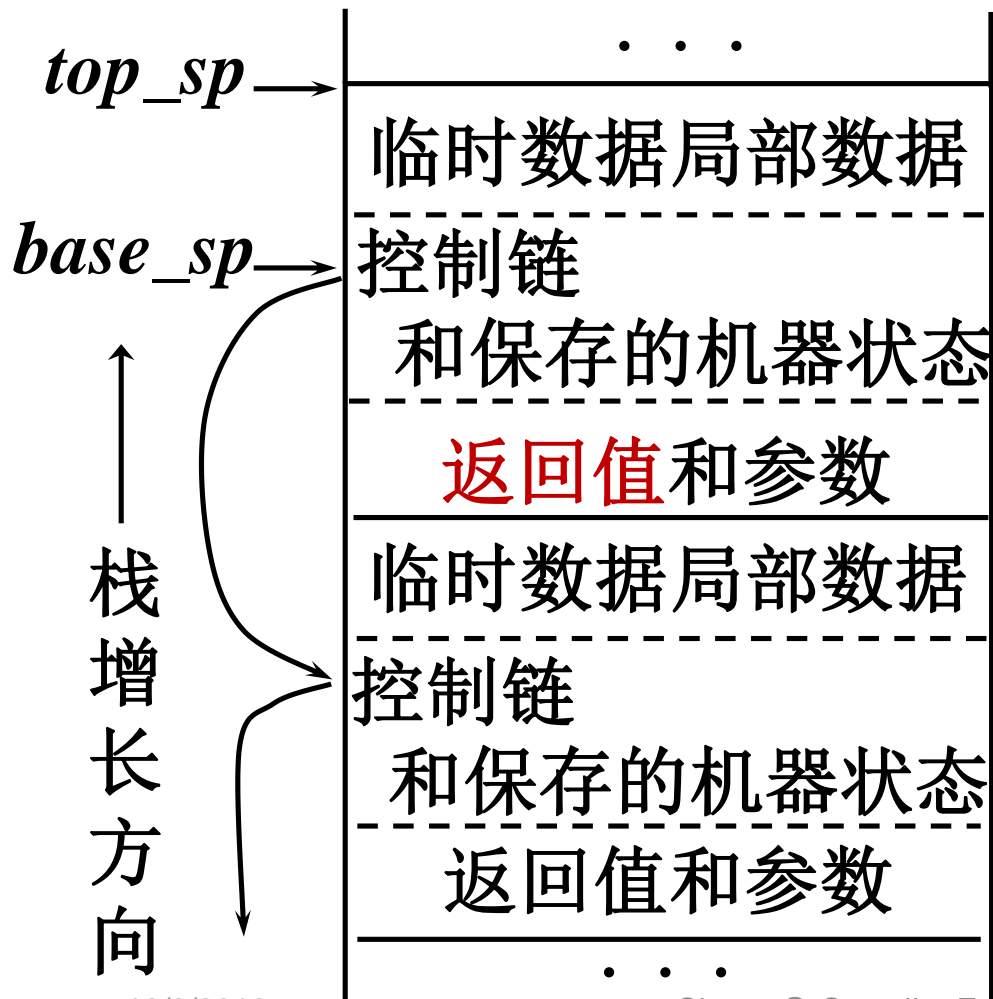 . . .
top_sp
临时数据局部数据
base_sp
控制链
和保存的机器状态
返回值和参数
临时数据局部数据
控制链
和保存的机器状态
返回值和参数
栈增长方向
. . .